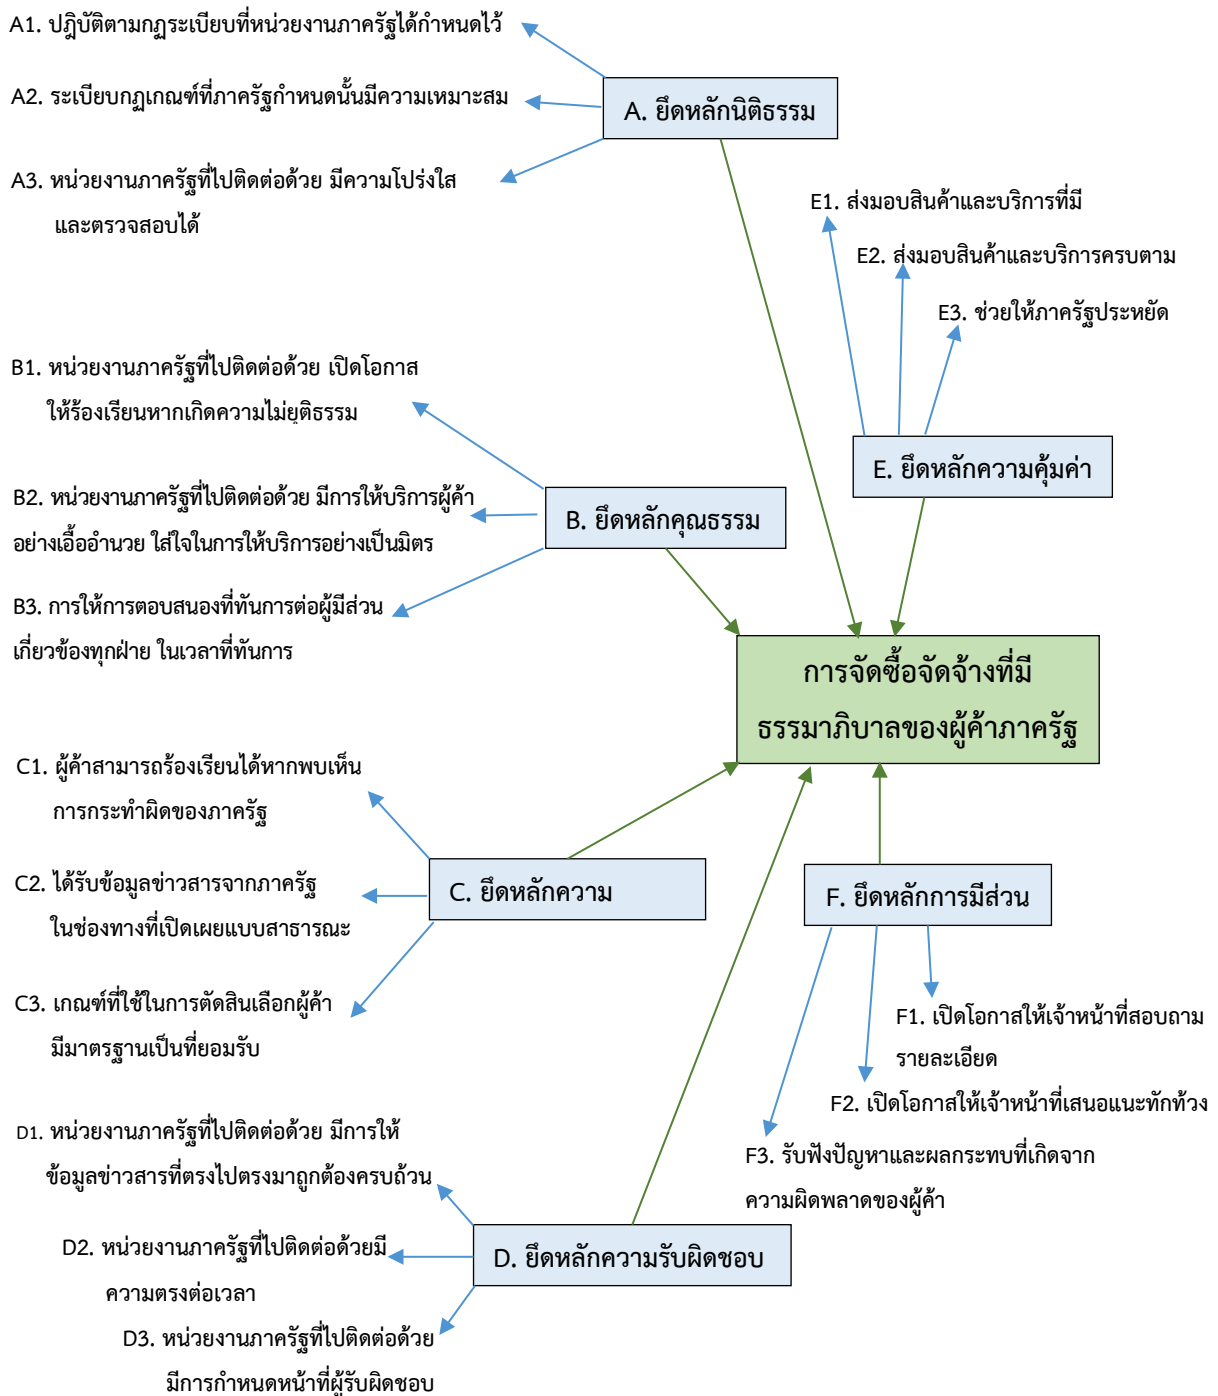 A1. ปฎิบัติตามกฎระเบียบที่หน่วยงานภาครัฐได้กำหนดไว้
A2. ระเบียบกฎเกณฑ์ที่ภาครัฐกำหนดนั้นมีความเหมาะสม
A. ยึดหลักนิติธรรม
A3. หน่วยงานภาครัฐที่ไปติดต่อด้วย มีความโปร่งใส
และตรวจสอบได้
E1. ส่งมอบสินค้าและบริการที่มี
E2. ส่งมอบสินค้าและบริการครบตาม
E3. ช่วยให้ภาครัฐประหยัด
E. ยึดหลักความคุ้มค่า
B1. หน่วยงานภาครัฐที่ไปติดต่อด้วย เปิดโอกาส
ให้ร้องเรียนหากเกิดความไม่ยุติธรรม
B2. หน่วยงานภาครัฐที่ไปติดต่อด้วย มีการให้บริการผู้ค้า
อย่างเอื้ออำนวย ใส่ใจในการให้บริการอย่างเป็นมิตร
B. ยึดหลักคุณธรรม
B3. การให้การตอบสนองที่ทันการต่อผู้มีส่วน
เกี่ยวข้องทุกฝ่าย ในเวลาที่ทันการ
การจัดซื้อจัดจ้างที่มี
ธรรมาภิบาลของผู้ค้าภาครัฐ
C1. ผู้ค้าสามารถร้องเรียนได้หากพบเห็น
การกระทำผิดของภาครัฐ
C2. ได้รับข้อมูลข่าวสารจากภาครัฐ
ในช่องทางที่เปิดเผยแบบสาธารณะ
C. ยึดหลักความ
C3. เกณฑ์ที่ใช้ในการตัดสินเลือกผู้ค้า
มีมาตรฐานเป็นที่ยอมรับ
F. ยึดหลักการมีส่วน
F1. เปิดโอกาสให้เจ้าหน้าที่สอบถาม
รายละเอียด
F2. เปิดโอกาสให้เจ้าหน้าที่เสนอแนะทักท้วง
F3. รับฟังปัญหาและผลกระทบที่เกิดจาก
ความผิดพลาดของผู้ค้า
D1. หน่วยงานภาครัฐที่ไปติดต่อด้วย มีการให้
ข้อมูลข่าวสารที่ตรงไปตรงมาถูกต้องครบถ้วน
D2. หน่วยงานภาครัฐที่ไปติดต่อด้วยมี
ความตรงต่อเวลา
D. ยึดหลักความรับผิดชอบ
D3. หน่วยงานภาครัฐที่ไปติดต่อด้วย
มีการกำหนดหน้าที่ผู้รับผิดชอบ